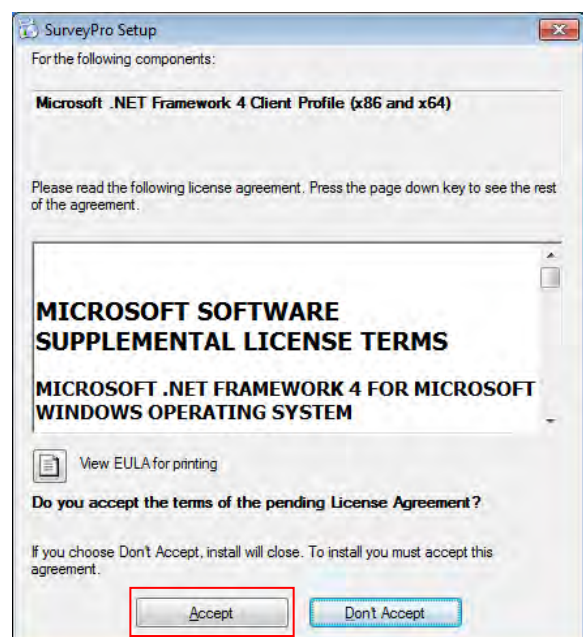 SurveyPro Setup
For the following components:
Microsoft .NET Framework 4 Client Profile (x86 and x64)
Please read the following license agreement. Press the page down key to see the rest
of the agreement.
MICROSOFT SOFTWARE
SUPPLEMENTAL LICENSE TERMS
MICROSOFT .NET FRAMEWORK 4 FOR MICROSOFT
WINDOWS OPERATING SYSTEM
View EULA for printing
Do you accept the terms of the pending License Agreement?
If you choose Don't Accept, install will close. To install you must accept this
agreement.
Accept
Don't Accept